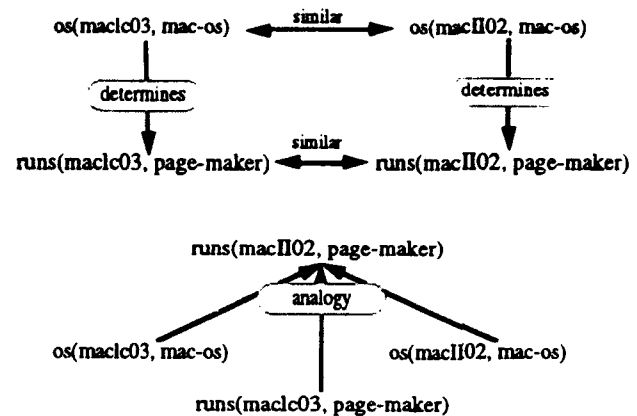 similar
os(maclc03, mac-os) os(macII02, mac-os)
determines determines
similar
runs(maclc03, page-maker) runs(macII02, page-maker)
runs(macII02, page-maker)
analogy
os(maclc03, mac-os) os(macII02, mac-os)
runs(maclc03, page-maker)